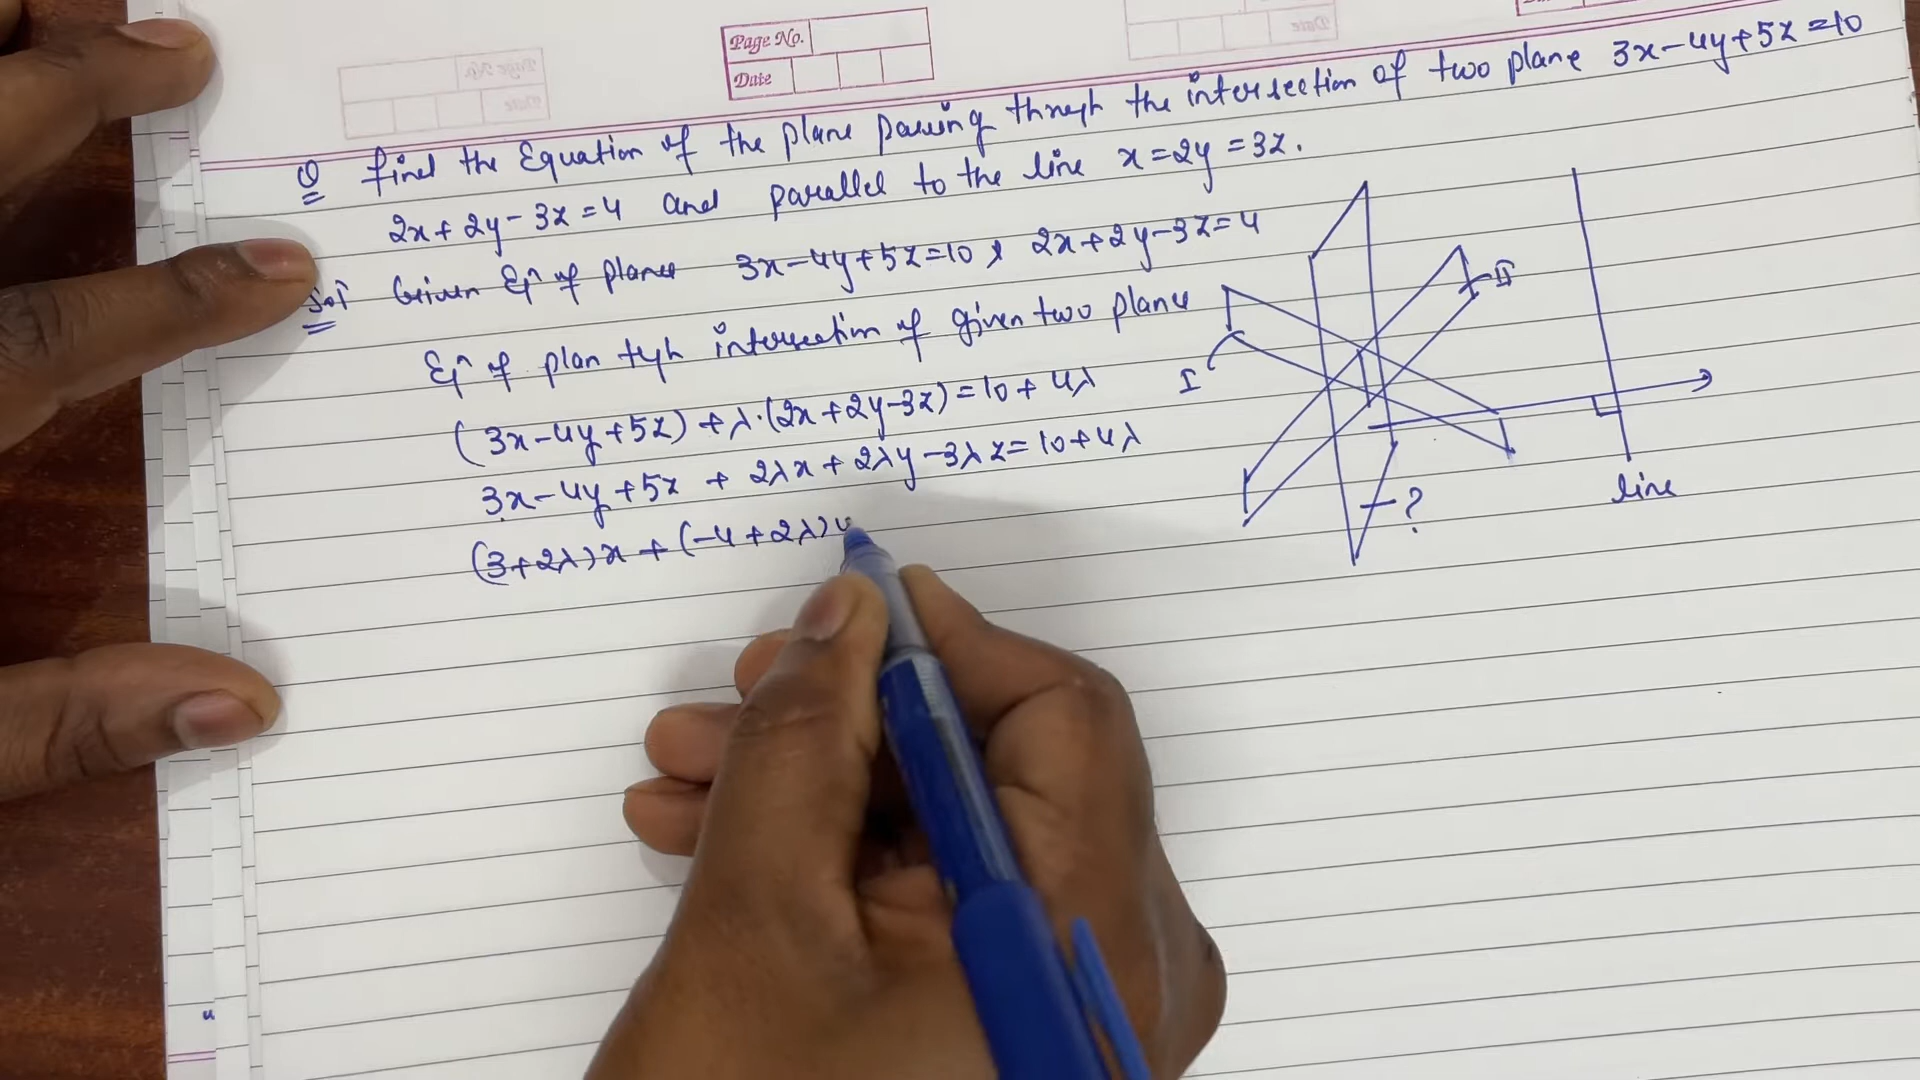 Page No.
Date
Q Find the Equation of the plane passing through the intersection of two plane 3x-4y+5z=10
2x+2y-3z=4 and parallel to the line x=2y=3z.
Sol Given Eqn of planes 3x-4y+5z=10, 2x+2y-3z=4
Eqn of plan intersection of given two plane
(3x-4y+5z)+λ·(2x+2y-3z)=10+4λ
3x-4y+5z+2λx+2λy-3λz=10+4λ
(3+2λ)x+(-4+2λ)y
I
II
?
line